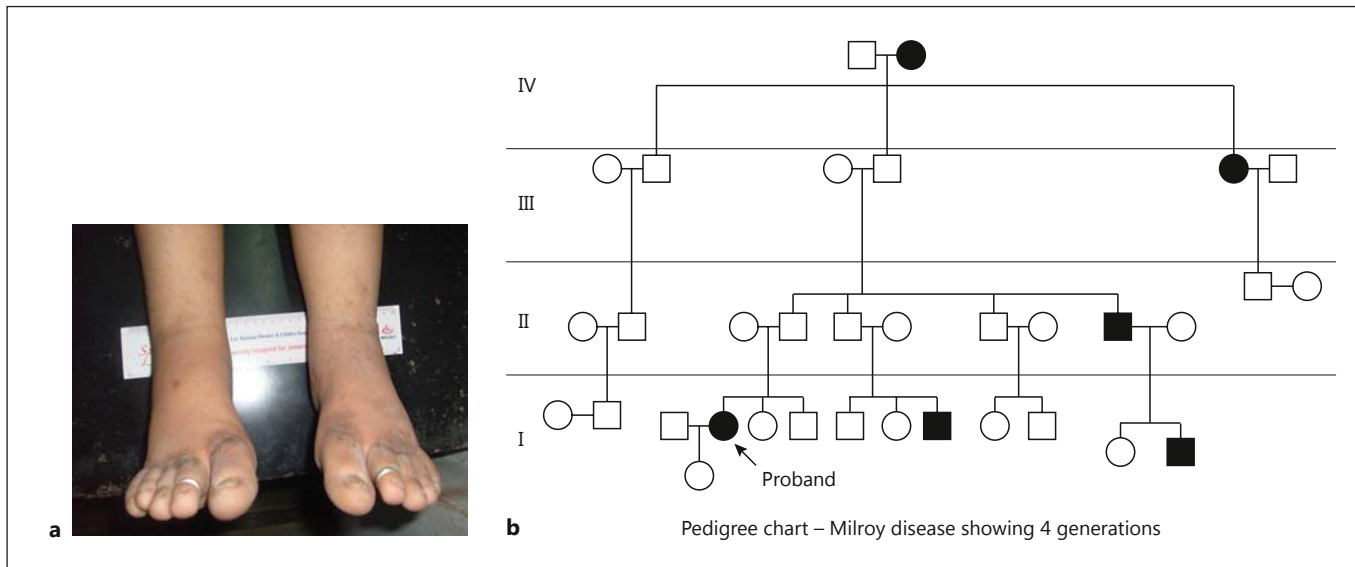 IV
III
II
I
Proband
a
b
Pedigree chart – Milroy disease showing 4 generations